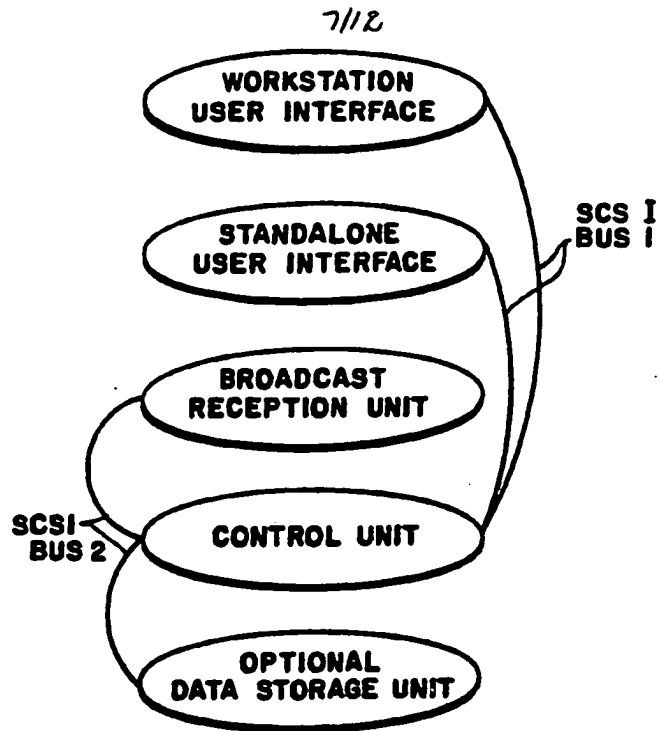 7/12
WORKSTATION
USER INTERFACE
SCS I
BUS 1
STANDALONE
USER INTERFACE
BROADCAST
RECEPTION UNIT
SCSI
BUS 2
CONTROL UNIT
OPTIONAL
DATA STORAGE UNIT